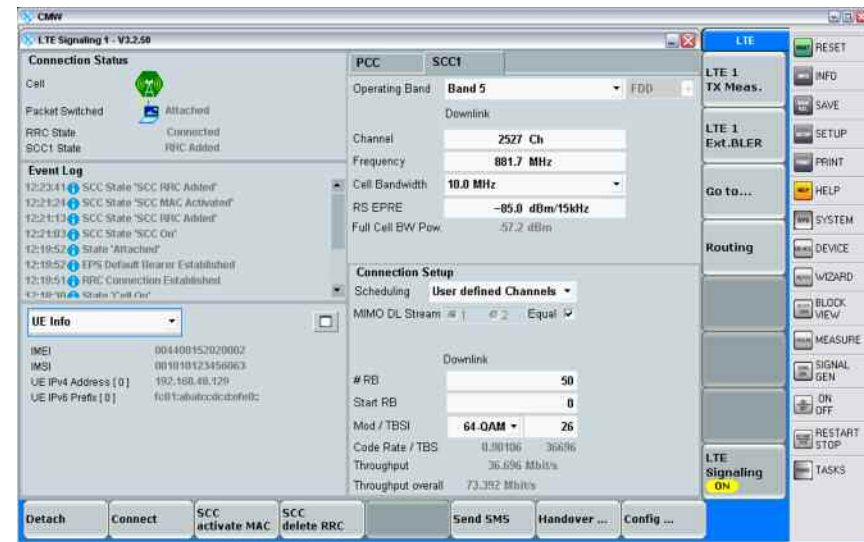 CMW
LTE Signaling 1 - V3.2.50
Connection Status
Cell
Packet Switched Attached
RRC State Connected
SCC1 State RRC Added
Event Log
12:23:41 SCC State 'SCC RRC Added'
12:21:24 SCC State 'SCC MAC Activated'
12:21:13 SCC State 'SCC RRC Added'
12:21:03 SCC State 'SCC On'
12:19:52 State 'Attached'
12:19:52 EPS Default Bearer Established
12:19:51 RRC Connection Established
State 'Cell On'
UE Info
IMEI 004400152020002
IMSI 001010123456063
UE IPv4 Address [0] 192.168.48.129
UE IPv6 Prefix [0]
PCC SCC1
Operating Band Band 5 FDD
Downlink
Channel 2527 Ch
Frequency 881.7 MHz
Cell Bandwidth 10.0 MHz
RS EPRE -85.0 dBm/15kHz
Full Cell BW Pow. -57.2 dBm
Connection Setup
Scheduling User defined Channels
MIMO DL Stream 1 2 Equal
Downlink
# RB 50
Start RB 0
Mod / TBSI 64-QAM 26
Code Rate / TBS 0.90106 36696
Throughput 36.696 Mbit/s
Throughput overall 73.392 Mbit/s
LTE
LTE 1
TX Meas.
LTE 1
Ext.BLER
Go to...
Routing
LTE
Signaling
ON
RESET
INFO
SAVE
SETUP
PRINT
HELP
SYSTEM
DEVICE
WIZARD
BLOCK
VIEW
MEASURE
SIGNAL
GEN
ON
OFF
RESTART
STOP
TASKS
Detach
Connect
SCC
activate MAC
SCC
delete RRC
Send SMS
Handover ...
Config ...